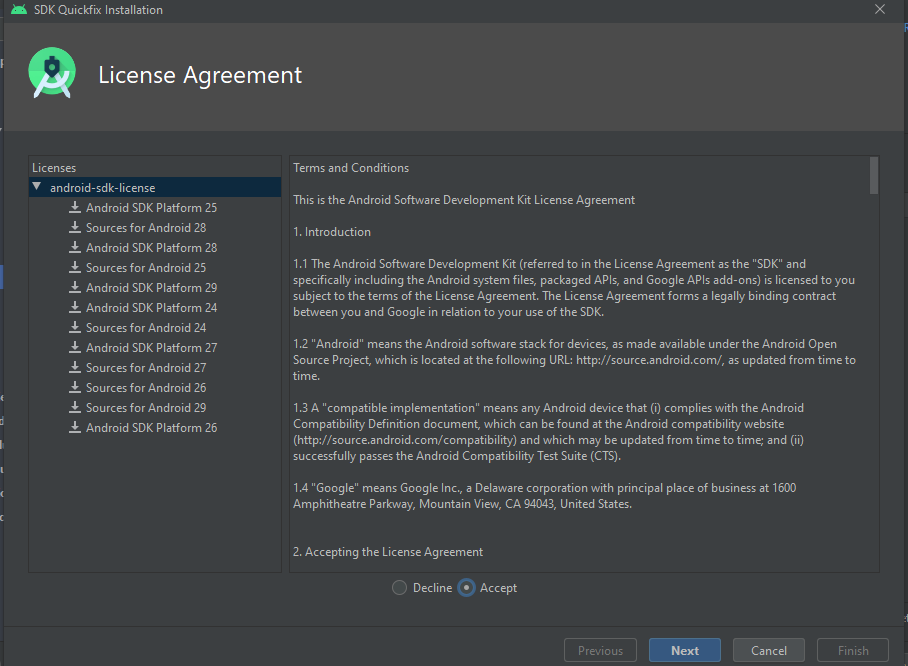 SDK Quickfix Installation
License Agreement
Licenses
android-sdk-license
Android SDK Platform 25
Sources for Android 28
Android SDK Platform 28
Sources for Android 25
Android SDK Platform 29
Android SDK Platform 24
Sources for Android 24
Android SDK Platform 27
Sources for Android 27
Sources for Android 26
Sources for Android 29
Android SDK Platform 26
Terms and Conditions
This is the Android Software Development Kit License Agreement
1. Introduction
1.1 The Android Software Development Kit (referred to in the License Agreement as the "SDK" and
specifically including the Android system files, packaged APIs, and Google APIs add-ons) is licensed to you
subject to the terms of the License Agreement. The License Agreement forms a legally binding contract
between you and Google in relation to your use of the SDK.
1.2 "Android" means the Android software stack for devices, as made available under the Android Open
Source Project, which is located at the following URL: http://source.android.com/, as updated from time to
time.
1.3 A "compatible implementation" means any Android device that (i) complies with the Android
Compatibility Definition document, which can be found at the Android compatibility website
(http://source.android.com/compatibility) and which may be updated from time to time; and (ii)
successfully passes the Android Compatibility Test Suite (CTS).
1.4 "Google" means Google Inc., a Delaware corporation with principal place of business at 1600
Amphitheatre Parkway, Mountain View, CA 94043, United States.
2. Accepting the License Agreement
Decline Accept
Previous Next Cancel Finish